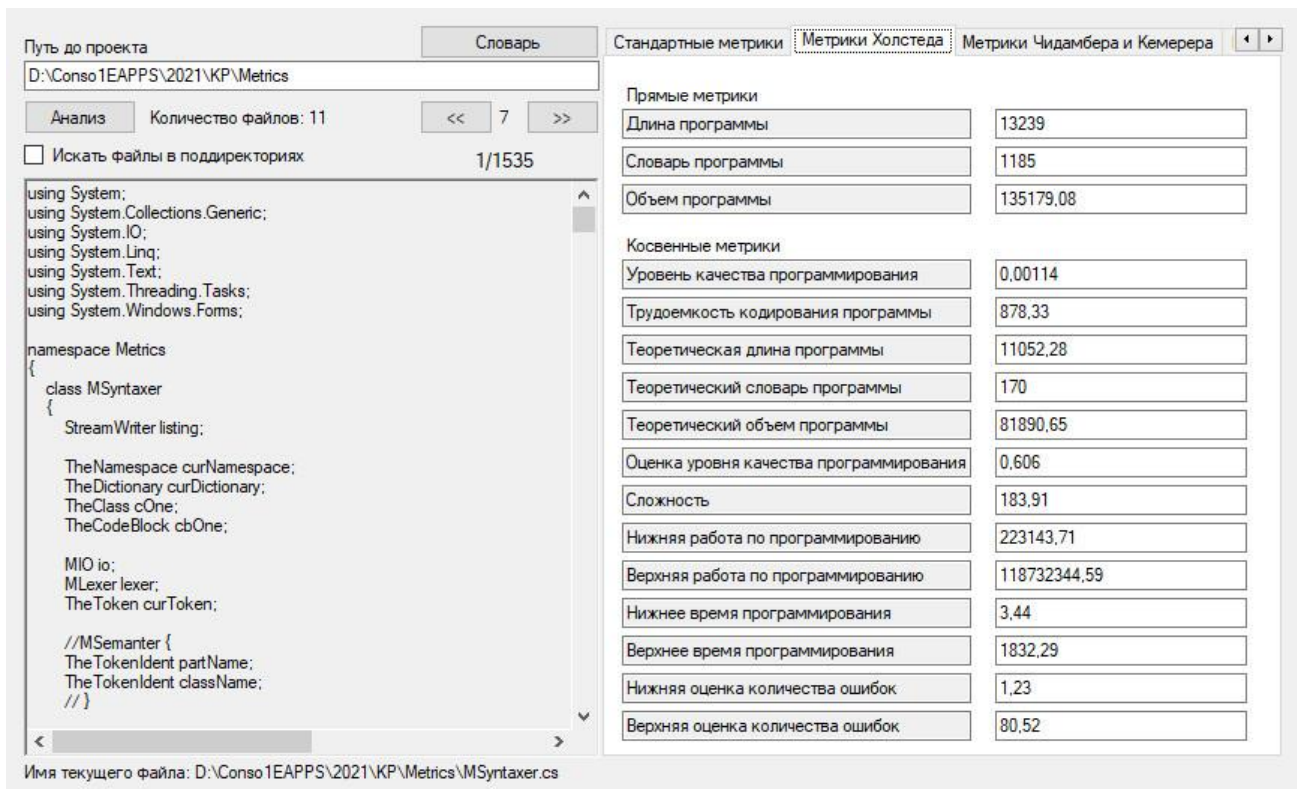 Путь до проекта
Словарь
D:\Conso1EAPPS\2021\KP\Metrics
Анализ
Количество файлов: 11
<<
7
>>
Искать файлы в поддиректориях
1/1535
using System;
using System.Collections.Generic;
using System.IO;
using System.Linq;
using System.Text;
using System.Threading.Tasks;
using System.Windows.Forms;
namespace Metrics
{
class MSyntaxer
{
StreamWriter listing;
TheNamespace curNamespace;
TheDictionary curDictionary;
TheClass cOne;
TheCodeBlock cbOne;
MIO io;
MLexer lexer;
TheToken curToken;
//MSemanter {
TheTokenIdent partName;
TheTokenIdent className;
// }
Имя текущего файла: D:\Conso1EAPPS\2021\KP\Metrics\MSyntaxer.cs
Стандартные метрики
Метрики Холстеда
Метрики Чидамбера и Кемерера
Прямые метрики
Длина программы 13239
Словарь программы 1185
Объем программы 135179,08
Косвенные метрики
Уровень качества программирования 0,00114
Трудоемкость кодирования программы 878,33
Теоретическая длина программы 11052,28
Теоретический словарь программы 170
Теоретический объем программы 81890,65
Оценка уровня качества программирования 0,606
Сложность 183,91
Нижняя работа по программированию 223143,71
Верхняя работа по программированию 118732344,59
Нижнее время программирования 3,44
Верхнее время программирования 1832,29
Нижняя оценка количества ошибок 1,23
Верхняя оценка количества ошибок 80,52